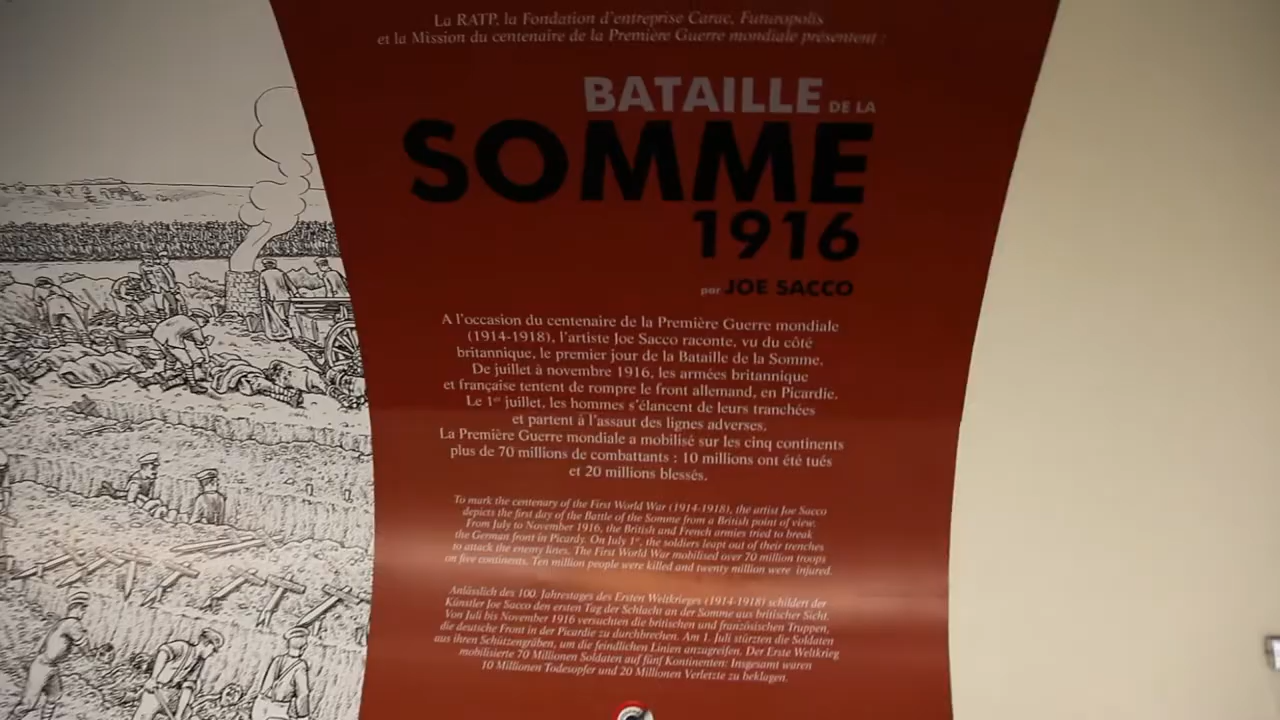 La RATP, la Fondation d'entreprise Carac, Futuropolis
et la Mission du centenaire de la Première Guerre mondiale présentent :
BATAILLE DE LA
SOMME
1916
par JOE SACCO
A l'occasion du centenaire de la Première Guerre mondiale
(1914-1918), l'artiste Joe Sacco raconte, vu du côté
britannique, le premier jour de la Bataille de la Somme.
De juillet à novembre 1916, les armées britannique
et française tentent de rompre le front allemand, en Picardie.
Le 1er juillet, les hommes s'élancent de leurs tranchées
et partent à l'assaut des lignes adverses.
La Première Guerre mondiale a mobilisé sur les cinq continents
plus de 70 millions de combattants : 10 millions ont été tués
et 20 millions blessés.
To mark the centenary of the First World War (1914-1918), the artist Joe Sacco
depicts the first day of the Battle of the Somme from a British point of view.
From July to November 1916, the British and French armies tried to break
the German front in Picardy. On July 1st, the soldiers leapt out of their trenches
to attack the enemy lines. The First World War mobilised over 70 million troops
on five continents. Ten million people were killed and twenty million were injured.
Anlässlich des 100. Jahrestages des Ersten Weltkrieges (1914-1918) schildert der
Künstler Joe Sacco den ersten Tag der Schlacht an der Somme aus britischer Sicht.
Von Juli bis November 1916 versuchten die britischen und französischen Truppen,
die deutsche Front in der Picardie zu durchbrechen. Am 1. Juli stürzten die Soldaten
aus ihren Schützengräben, um die feindlichen Linien anzugreifen. Der Erste Weltkrieg
mobilisierte 70 Millionen Soldaten auf fünf Kontinenten: Insgesamt waren
10 Millionen Todesopfer und 20 Millionen Verletzte zu beklagen.